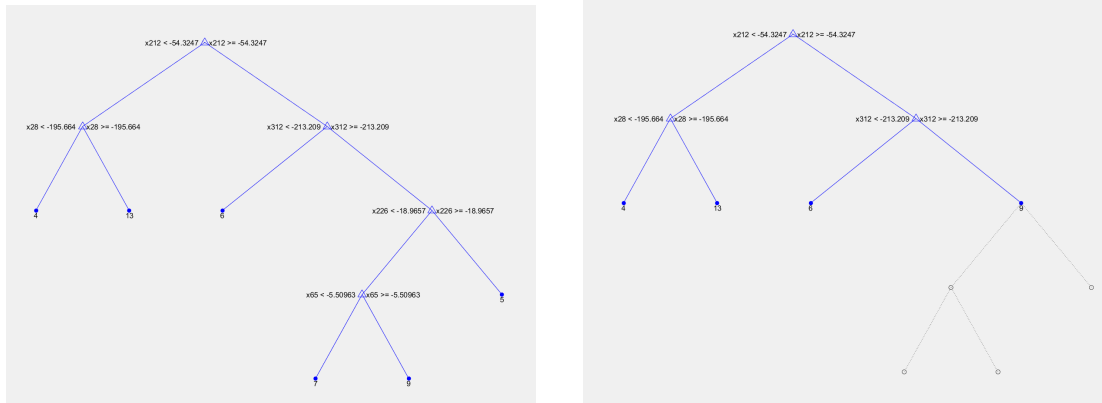 x212 < -54.3247 x212 >= -54.3247
x28 < -195.664 x28 >= -195.664
x312 < -213.209 x312 >= -213.209
4
13
6
x226 < -18.9657 x226 >= -18.9657
x65 < -5.50963 x65 >= -5.50963
5
7
9
x212 < -54.3247 x212 >= -54.3247
x28 < -195.664 x28 >= -195.664
x312 < -213.209 x312 >= -213.209
4
13
6
9